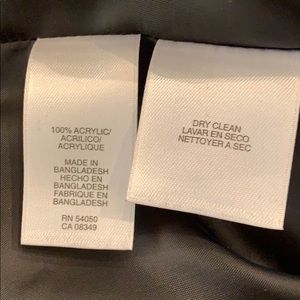 100% ACRYLIC/
ACRILICO/
ACRYLIQUE
MADE IN
BANGLADESH
HECHO EN
BANGLADESH
FABRIQUE EN
BANGLADESH
RN 54050
CA 08349
DRY CLEAN
LAVAR EN SECO
NETTOYER A SEC